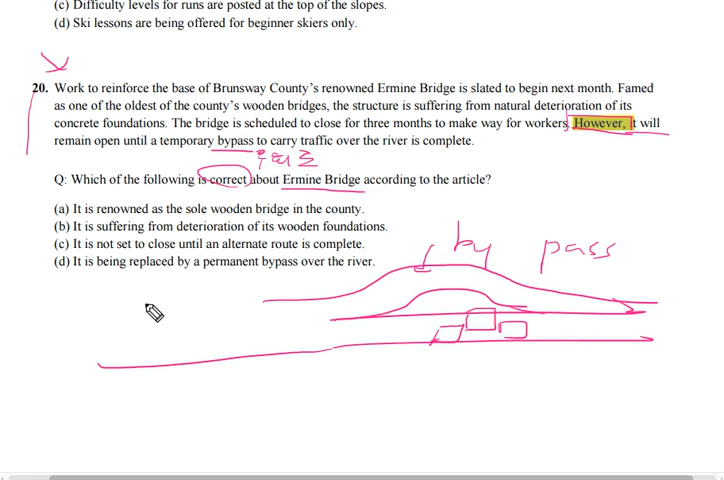 (c) Difficulty levels for runs are posted at the top of the slopes.
(d) Ski lessons are being offered for beginner skiers only.
20. Work to reinforce the base of Brunsway County's renowned Ermine Bridge is slated to begin next month. Famed
as one of the oldest of the county's wooden bridges, the structure is suffering from natural deterioration of its
concrete foundations. The bridge is scheduled to close for three months to make way for workers. However, it will
remain open until a temporary bypass to carry traffic over the river is complete.
우회로
Q: Which of the following is correct about Ermine Bridge according to the article?
(a) It is renowned as the sole wooden bridge in the county.
(b) It is suffering from deterioration of its wooden foundations.
(c) It is not set to close until an alternate route is complete.
by pass
(d) It is being replaced by a permanent bypass over the river.